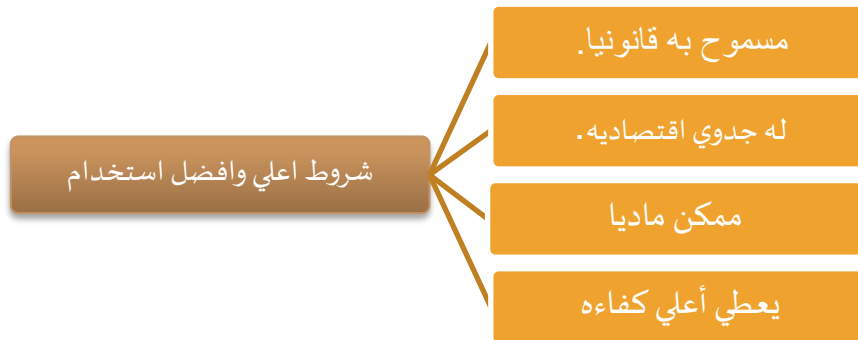 شروط اعلي وافضل استخدام
مسموح به قانونيا.
له جدوي اقتصاديه.
ممكن ماديا
يعطي أعلي كفاءه